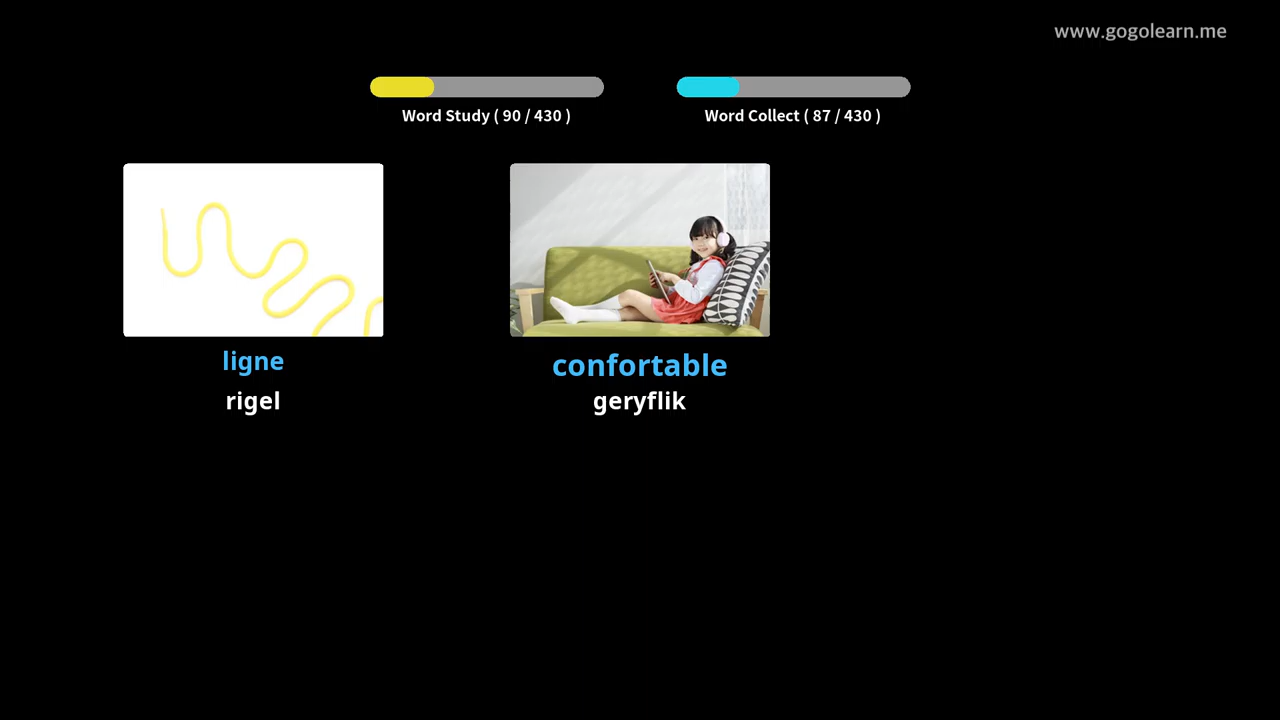 www.gogolearn.me
Word Study ( 90 / 430 )
Word Collect ( 87 / 430 )
ligne
rigel
confortable
geryflik